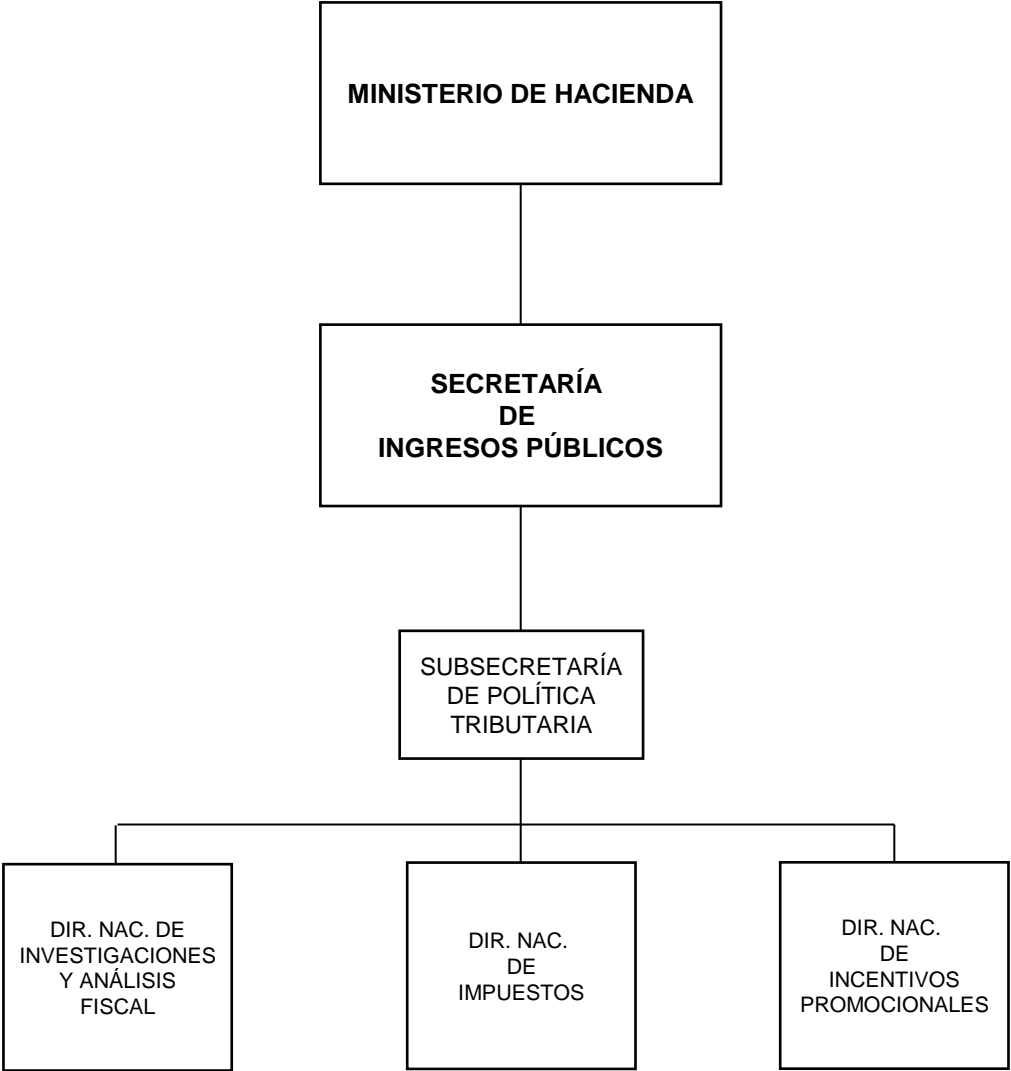 MINISTERIO DE HACIENDA
SECRETARÍA
DE
INGRESOS PÚBLICOS
SUBSECRETARÍA
DE POLÍTICA
TRIBUTARIA
DIR. NAC. DE
INVESTIGACIONES
Y ANÁLISIS
FISCAL
DIR. NAC.
DE
IMPUESTOS
DIR. NAC.
DE
INCENTIVOS
PROMOCIONALES